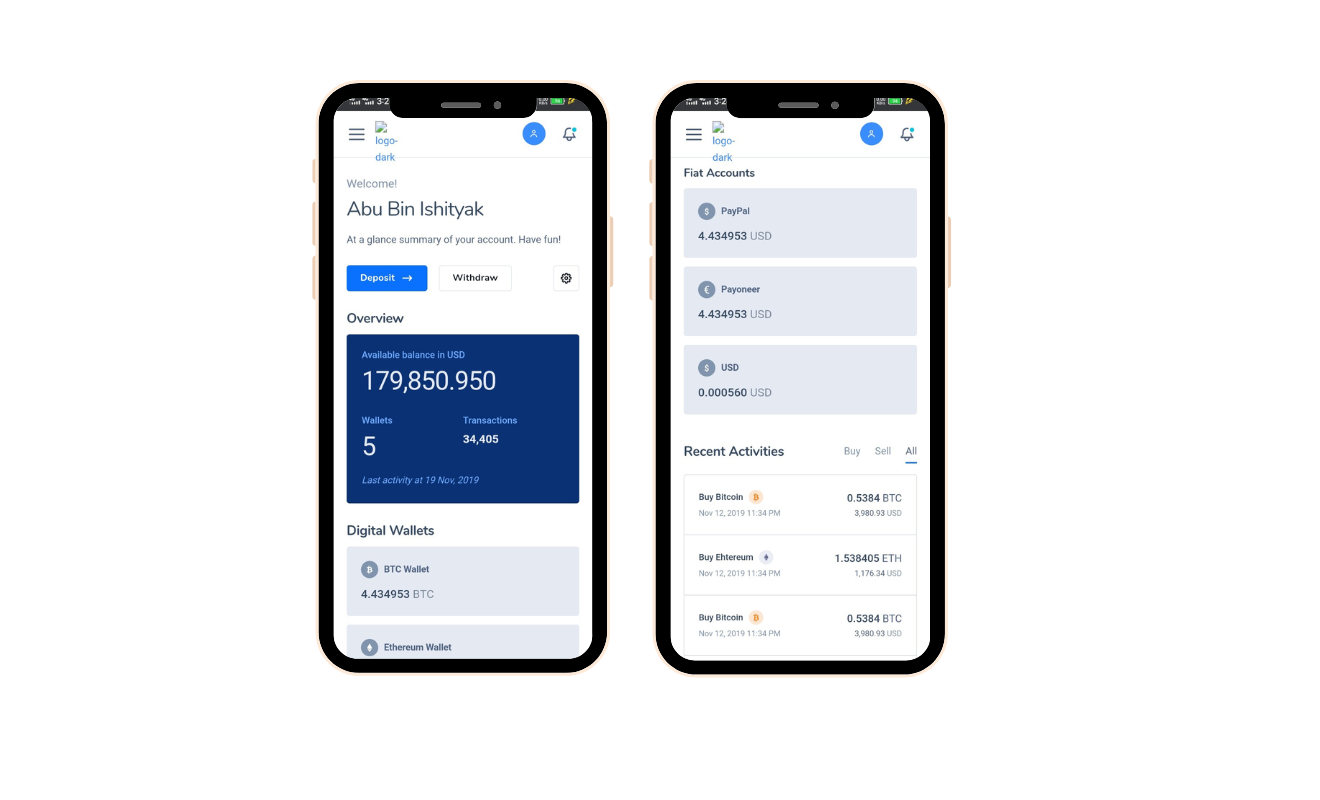 3:2
logo-
dark
Welcome!
Abu Bin Ishityak
At a glance summary of your account. Have fun!
Deposit →
Withdraw
Overview
Available balance in USD
179,850.950
Wallets
Transactions
5
34,405
Last activity at 19 Nov, 2019
Digital Wallets
BTC Wallet
4.434953 BTC
Ethereum Wallet
3:2
logo-
dark
Fiat Accounts
$ PayPal
4.434953 USD
€ Payoneer
4.434953 USD
$ USD
0.000560 USD
Recent Activities
Buy Sell All
Buy Bitcoin 0.5384 BTC
Nov 12, 2019 11:34 PM 3,980.93 USD
Buy Ehtereum 1.538405 ETH
Nov 12, 2019 11:34 PM 1,176.34 USD
Buy Bitcoin 0.5384 BTC
Nov 12, 2019 11:34 PM 3,980.93 USD